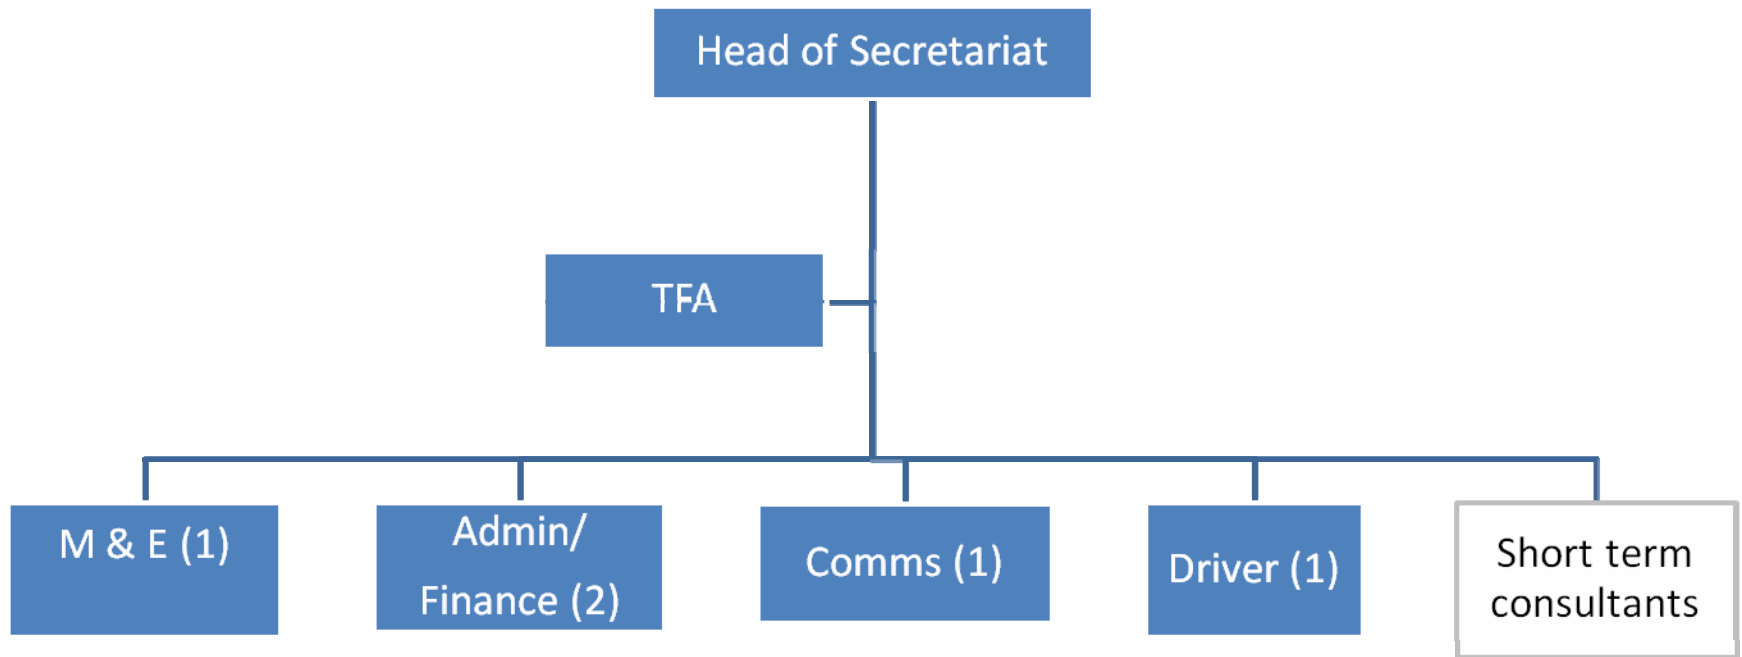 Head of Secretariat
TFA
M & E (1)
Admin/
Finance (2)
Comms (1)
Driver (1)
Short term
consultants